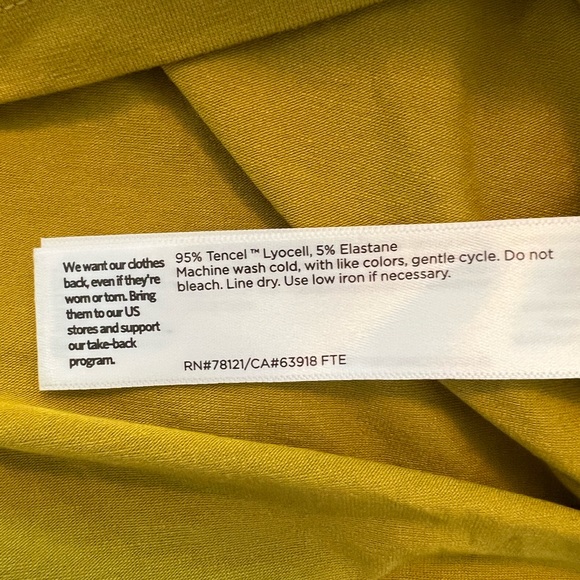 We want our clothes
back, even if they're
worn or torn. Bring
them to our US
stores and support
our take-back
program.
95% Tencel™ Lyocell, 5% Elastane
Machine wash cold, with like colors, gentle cycle. Do not
bleach. Line dry. Use low iron if necessary.
RN#78121/CA#63918 FTE